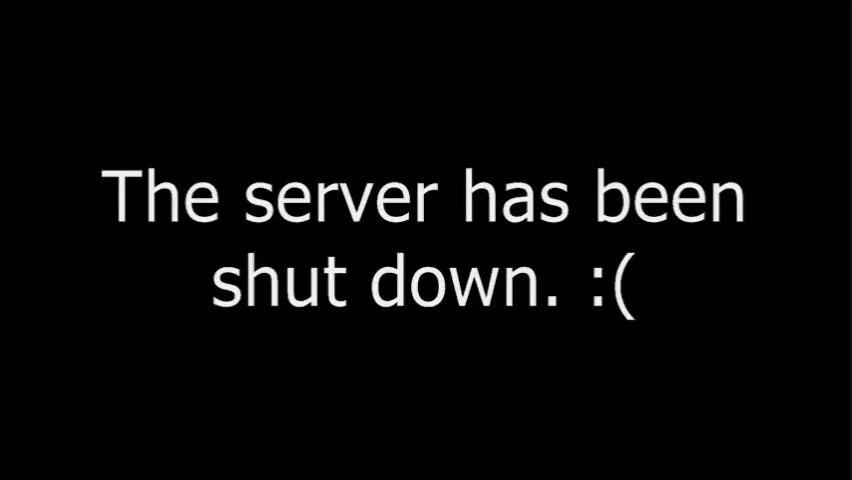 The server has been
shut down. :(